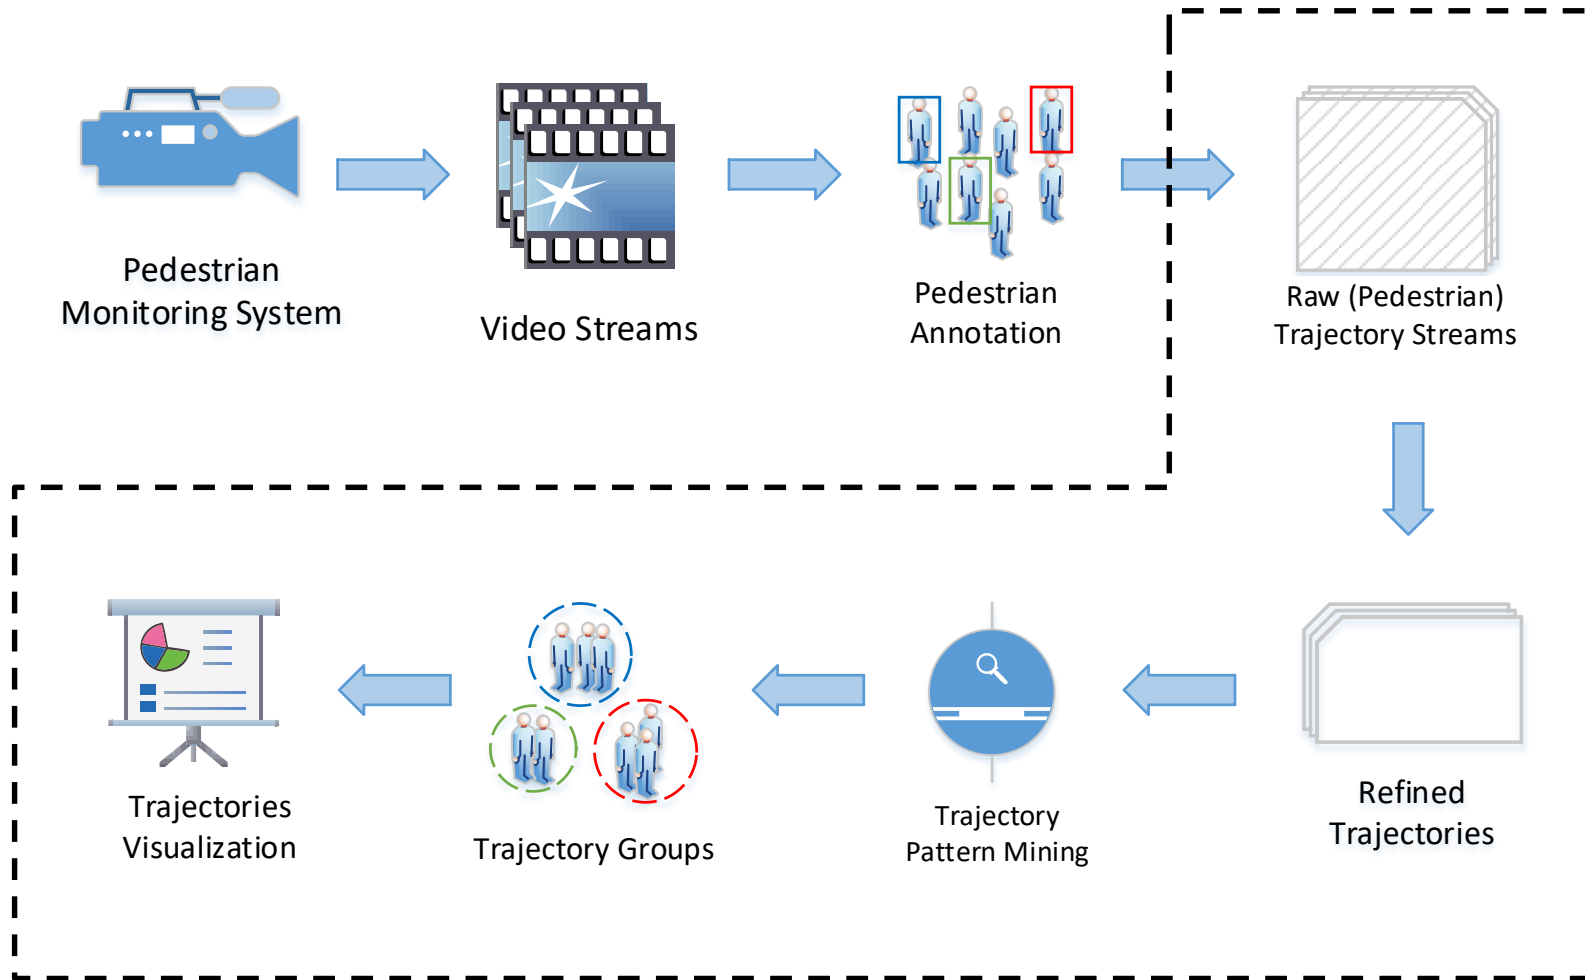 Pedestrian
Monitoring System
Video Streams
Pedestrian
Annotation
Raw (Pedestrian)
Trajectory Streams
Trajectories
Visualization
Trajectory Groups
Trajectory
Pattern Mining
Refined
Trajectories